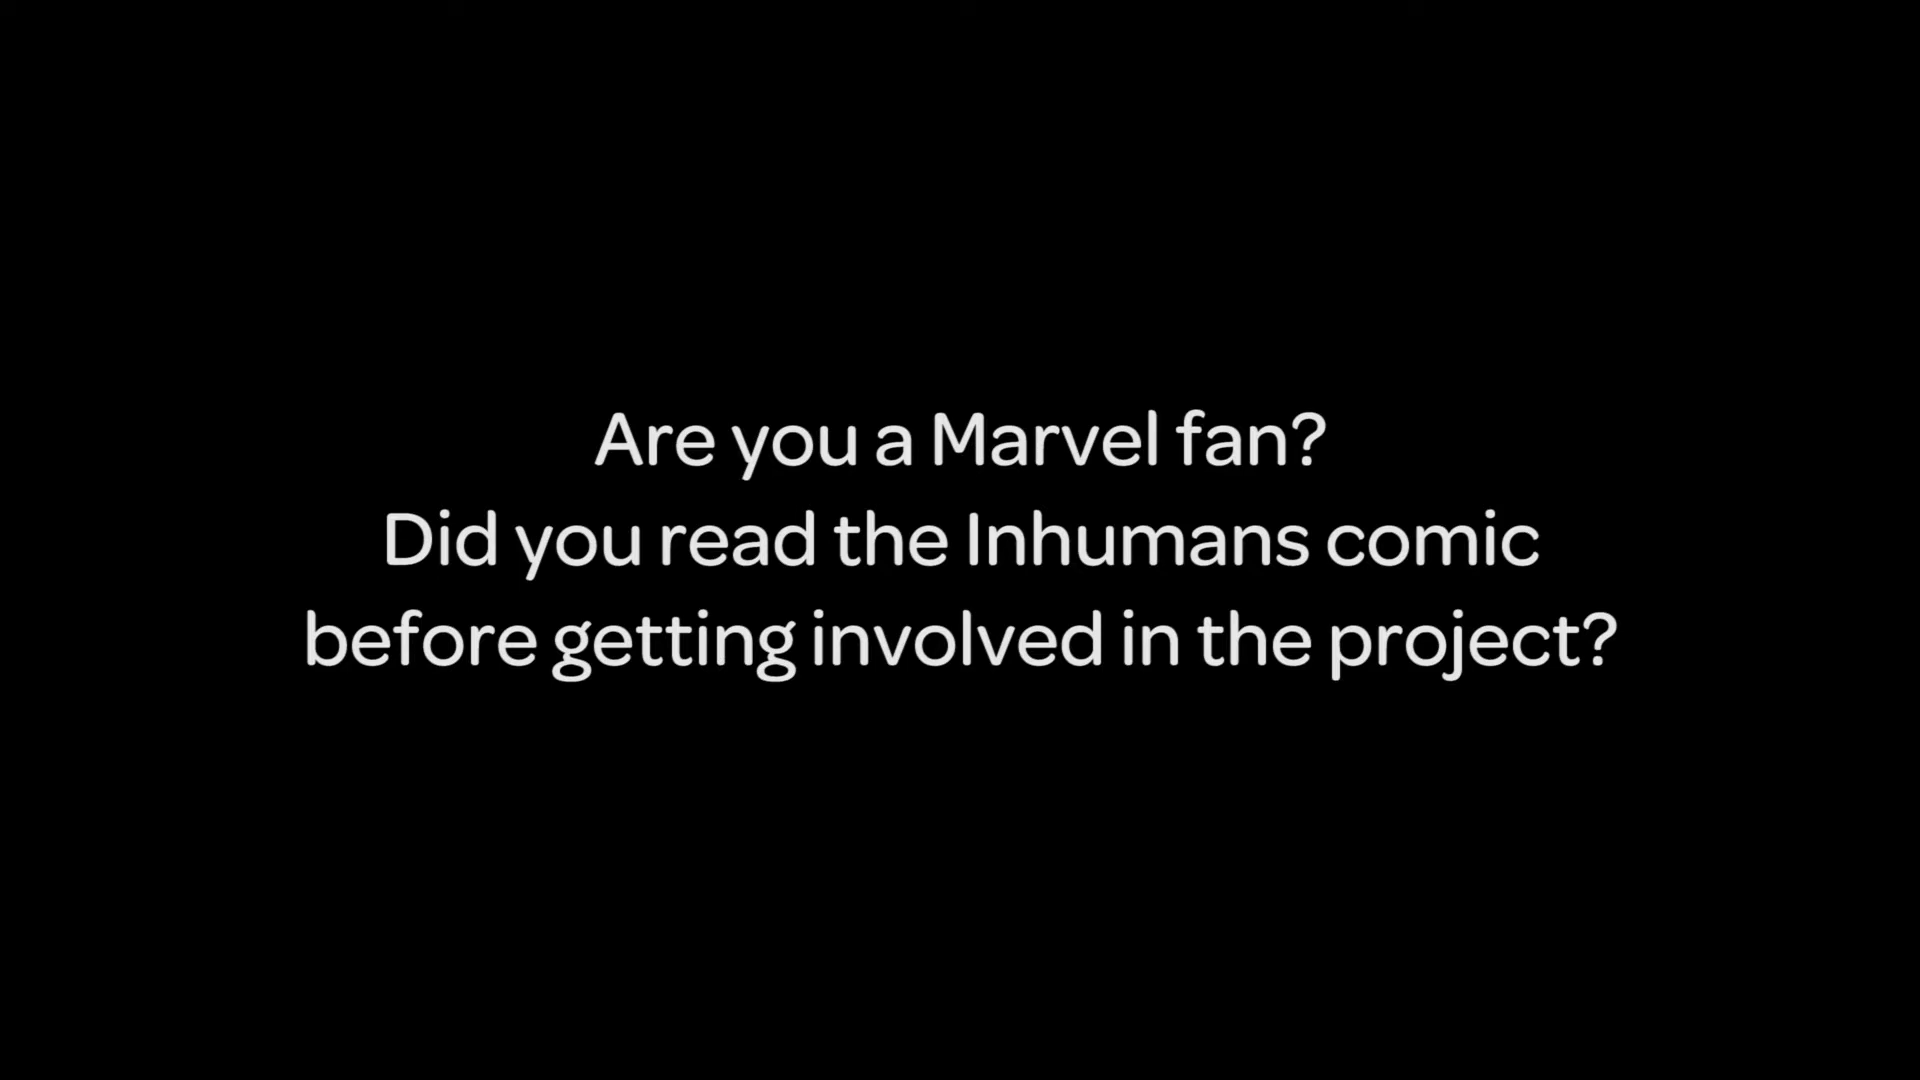 Are you a Marvel fan?
Did you read the Inhumans comic
before getting involved in the project?